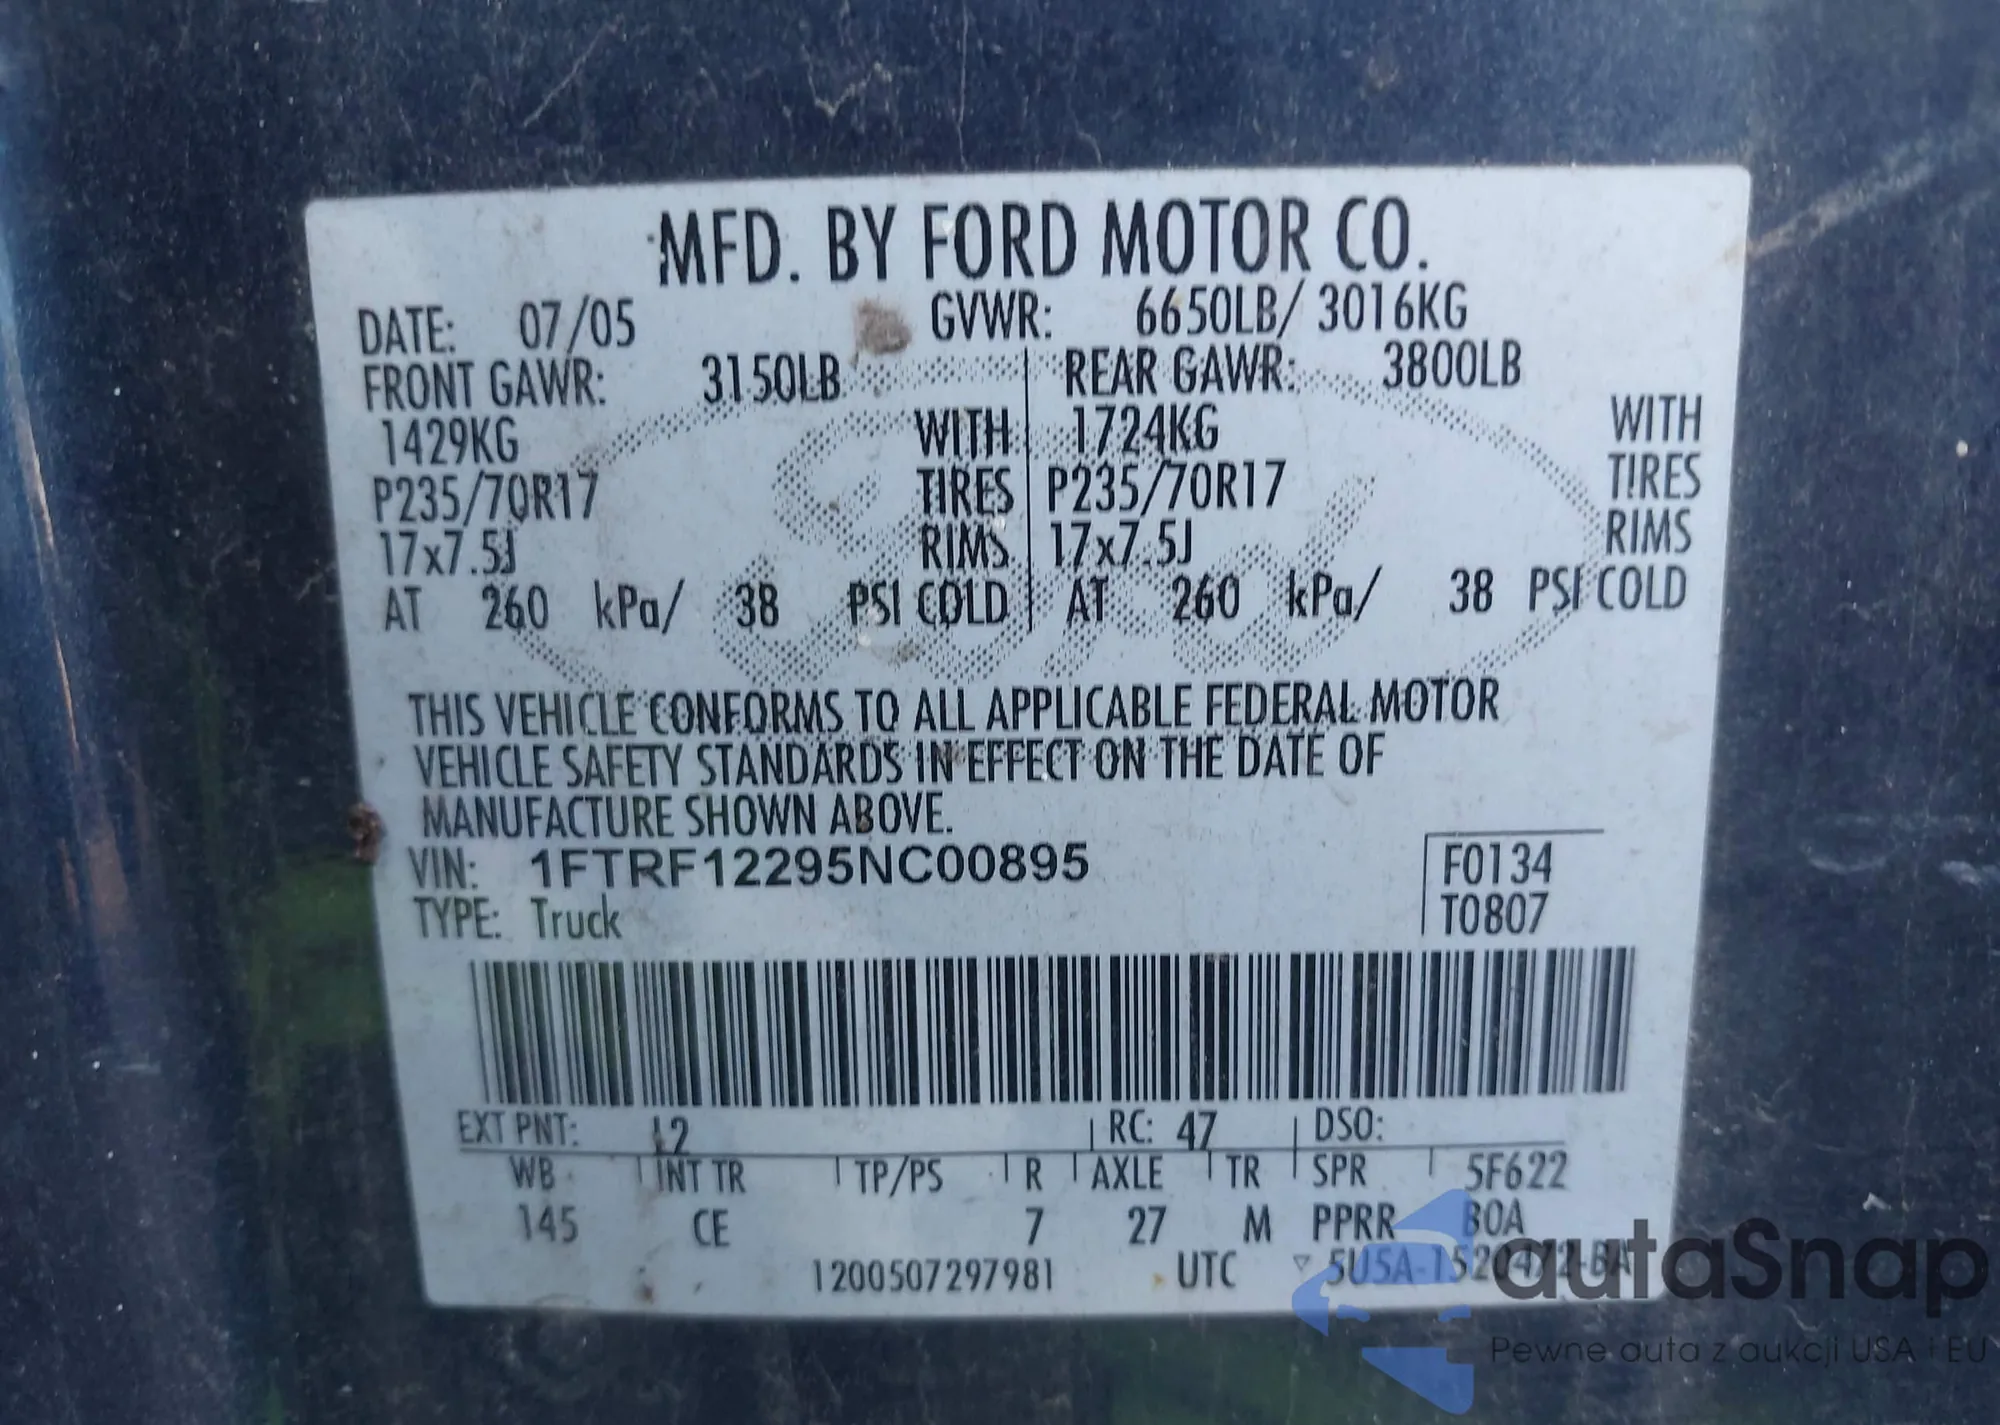 MFD. BY FORD MOTOR CO.
DATE: 07/05 GVWR: 6650LB/ 3016KG
FRONT GAWR: 3150LB REAR GAWR: 3800LB
1429KG WITH 1724KG WITH
P235/70R17 TIRES P235/70R17 TIRES
17x7.5J RIMS 17x7.5J RIMS
AT 260 kPa/ 38 PSI COLD AT 260 kPa/ 38 PSI COLD
THIS VEHICLE CONFORMS TO ALL APPLICABLE FEDERAL MOTOR
VEHICLE SAFETY STANDARDS IN EFFECT ON THE DATE OF
MANUFACTURE SHOWN ABOVE.
VIN: 1FTRF12295NC00895 F0134
TYPE: Truck T0807
EXT PNT: L2 RC: 47 DSO:
WB INT TR TP/PS R AXLE TR SPR 5F622
145 CE 7 27 M PPRR BOA
1200507297981 UTC ▽ 5U5A-1520472-BA
autaSnap
Pewne auta z aukcji USA i EU